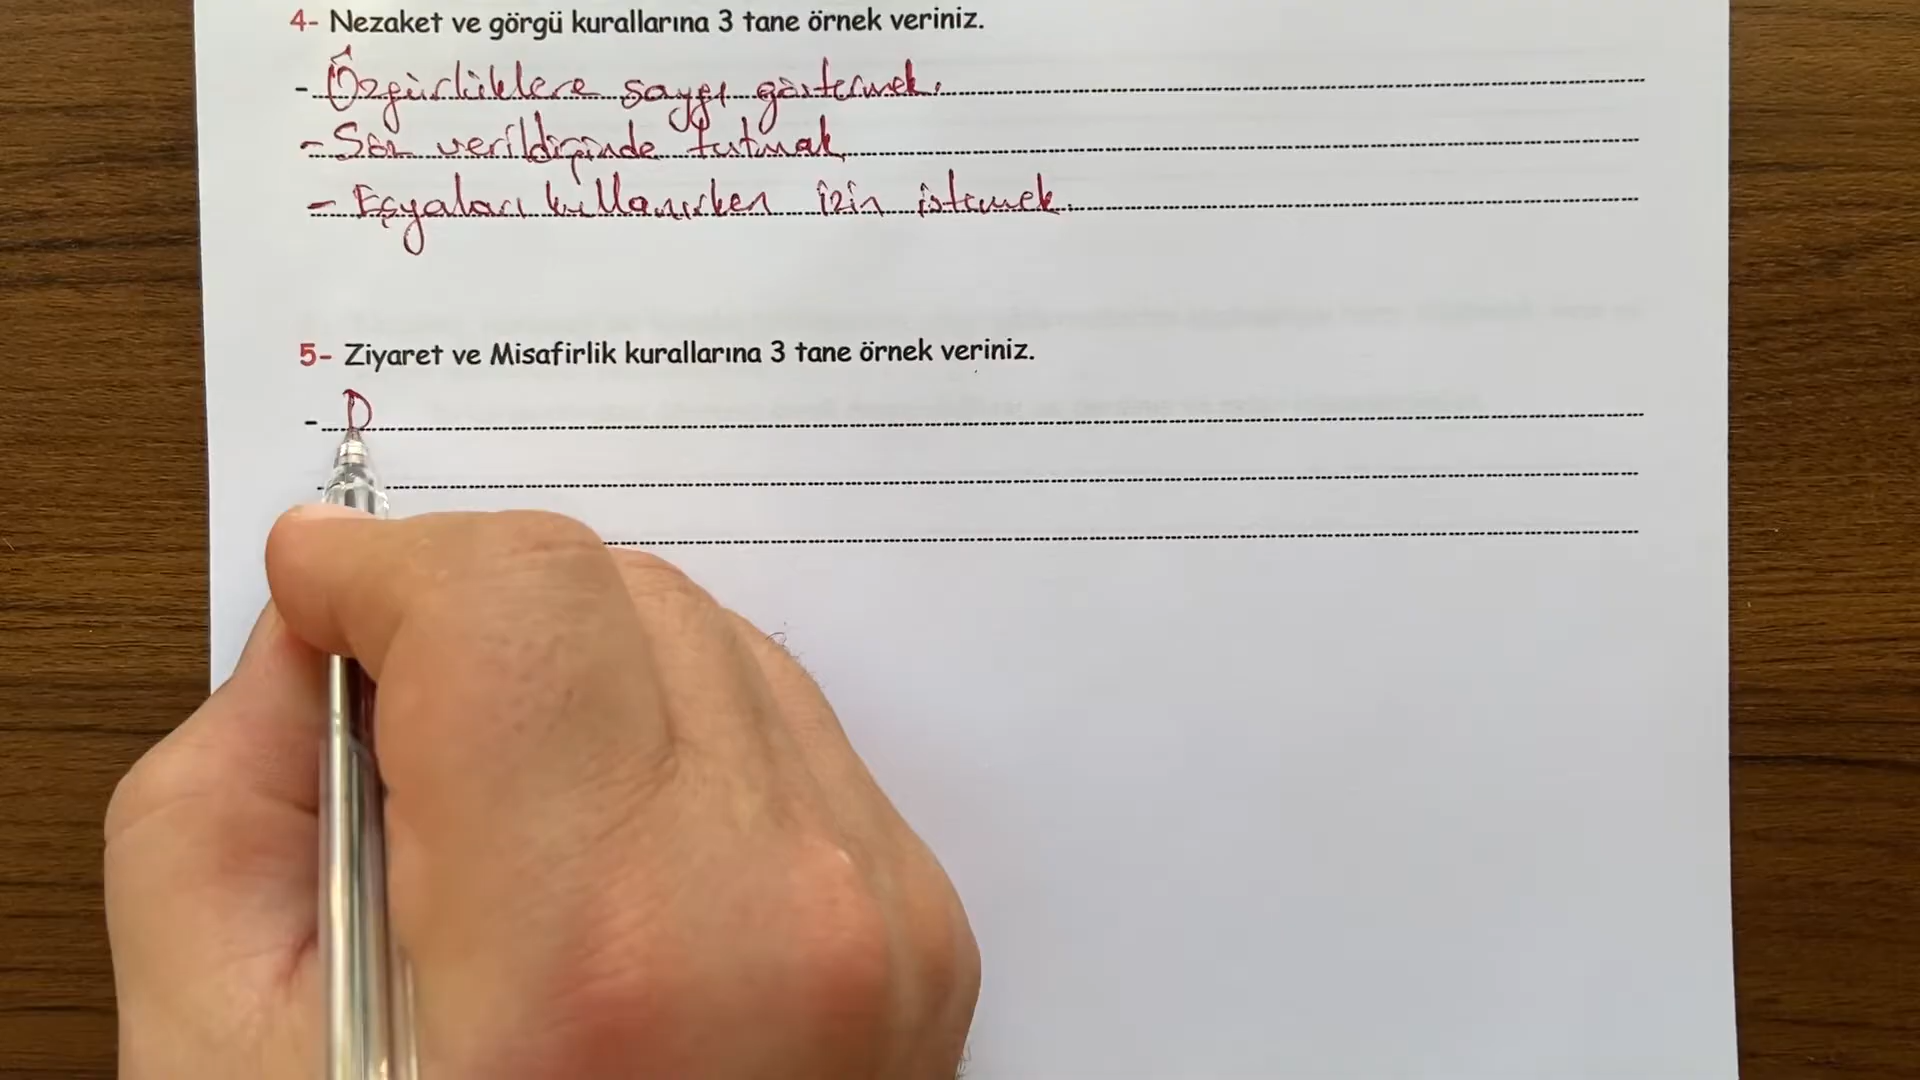 4- Nezaket ve görgü kurallarına 3 tane örnek veriniz.
- Özgürlüklere saygı göstermek.
- Söz verildiğinde tutmak
- Eşyaları kullanırken izin istemek.
5- Ziyaret ve Misafirlik kurallarına 3 tane örnek veriniz.
- D